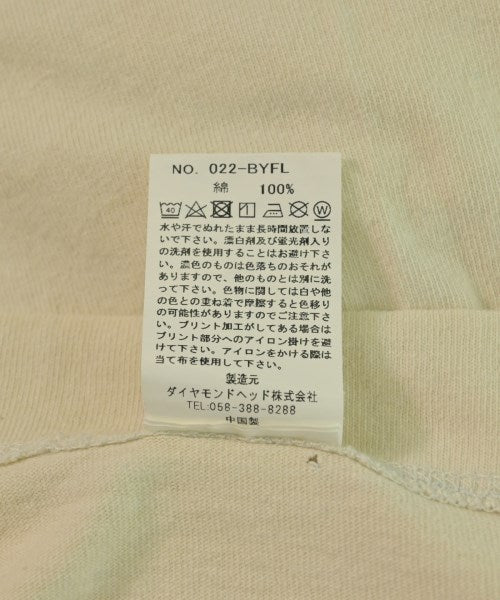 NO. 022-BYFL
綿 100%
40 W
水や汗でぬれたまま長時間放置しな
いで下さい。漂白剤及び蛍光剤入り
の洗剤を使用することはお避け下さ
い。濃色のものは色落ちのおそれが
ありますので、他のものとは別に洗
って下さい。色物に関しては白や他
の色との重ね着で摩擦すると色移り
の可能性がありますのでご注意下さ
い。プリント加工がしてある場合は
プリント部分へのアイロン掛けを避
けて下さい。アイロンをかける際は
当て布を使用して下さい。
製造元
ダイヤモンドヘッド株式会社
TEL:058-388-8288
中国製